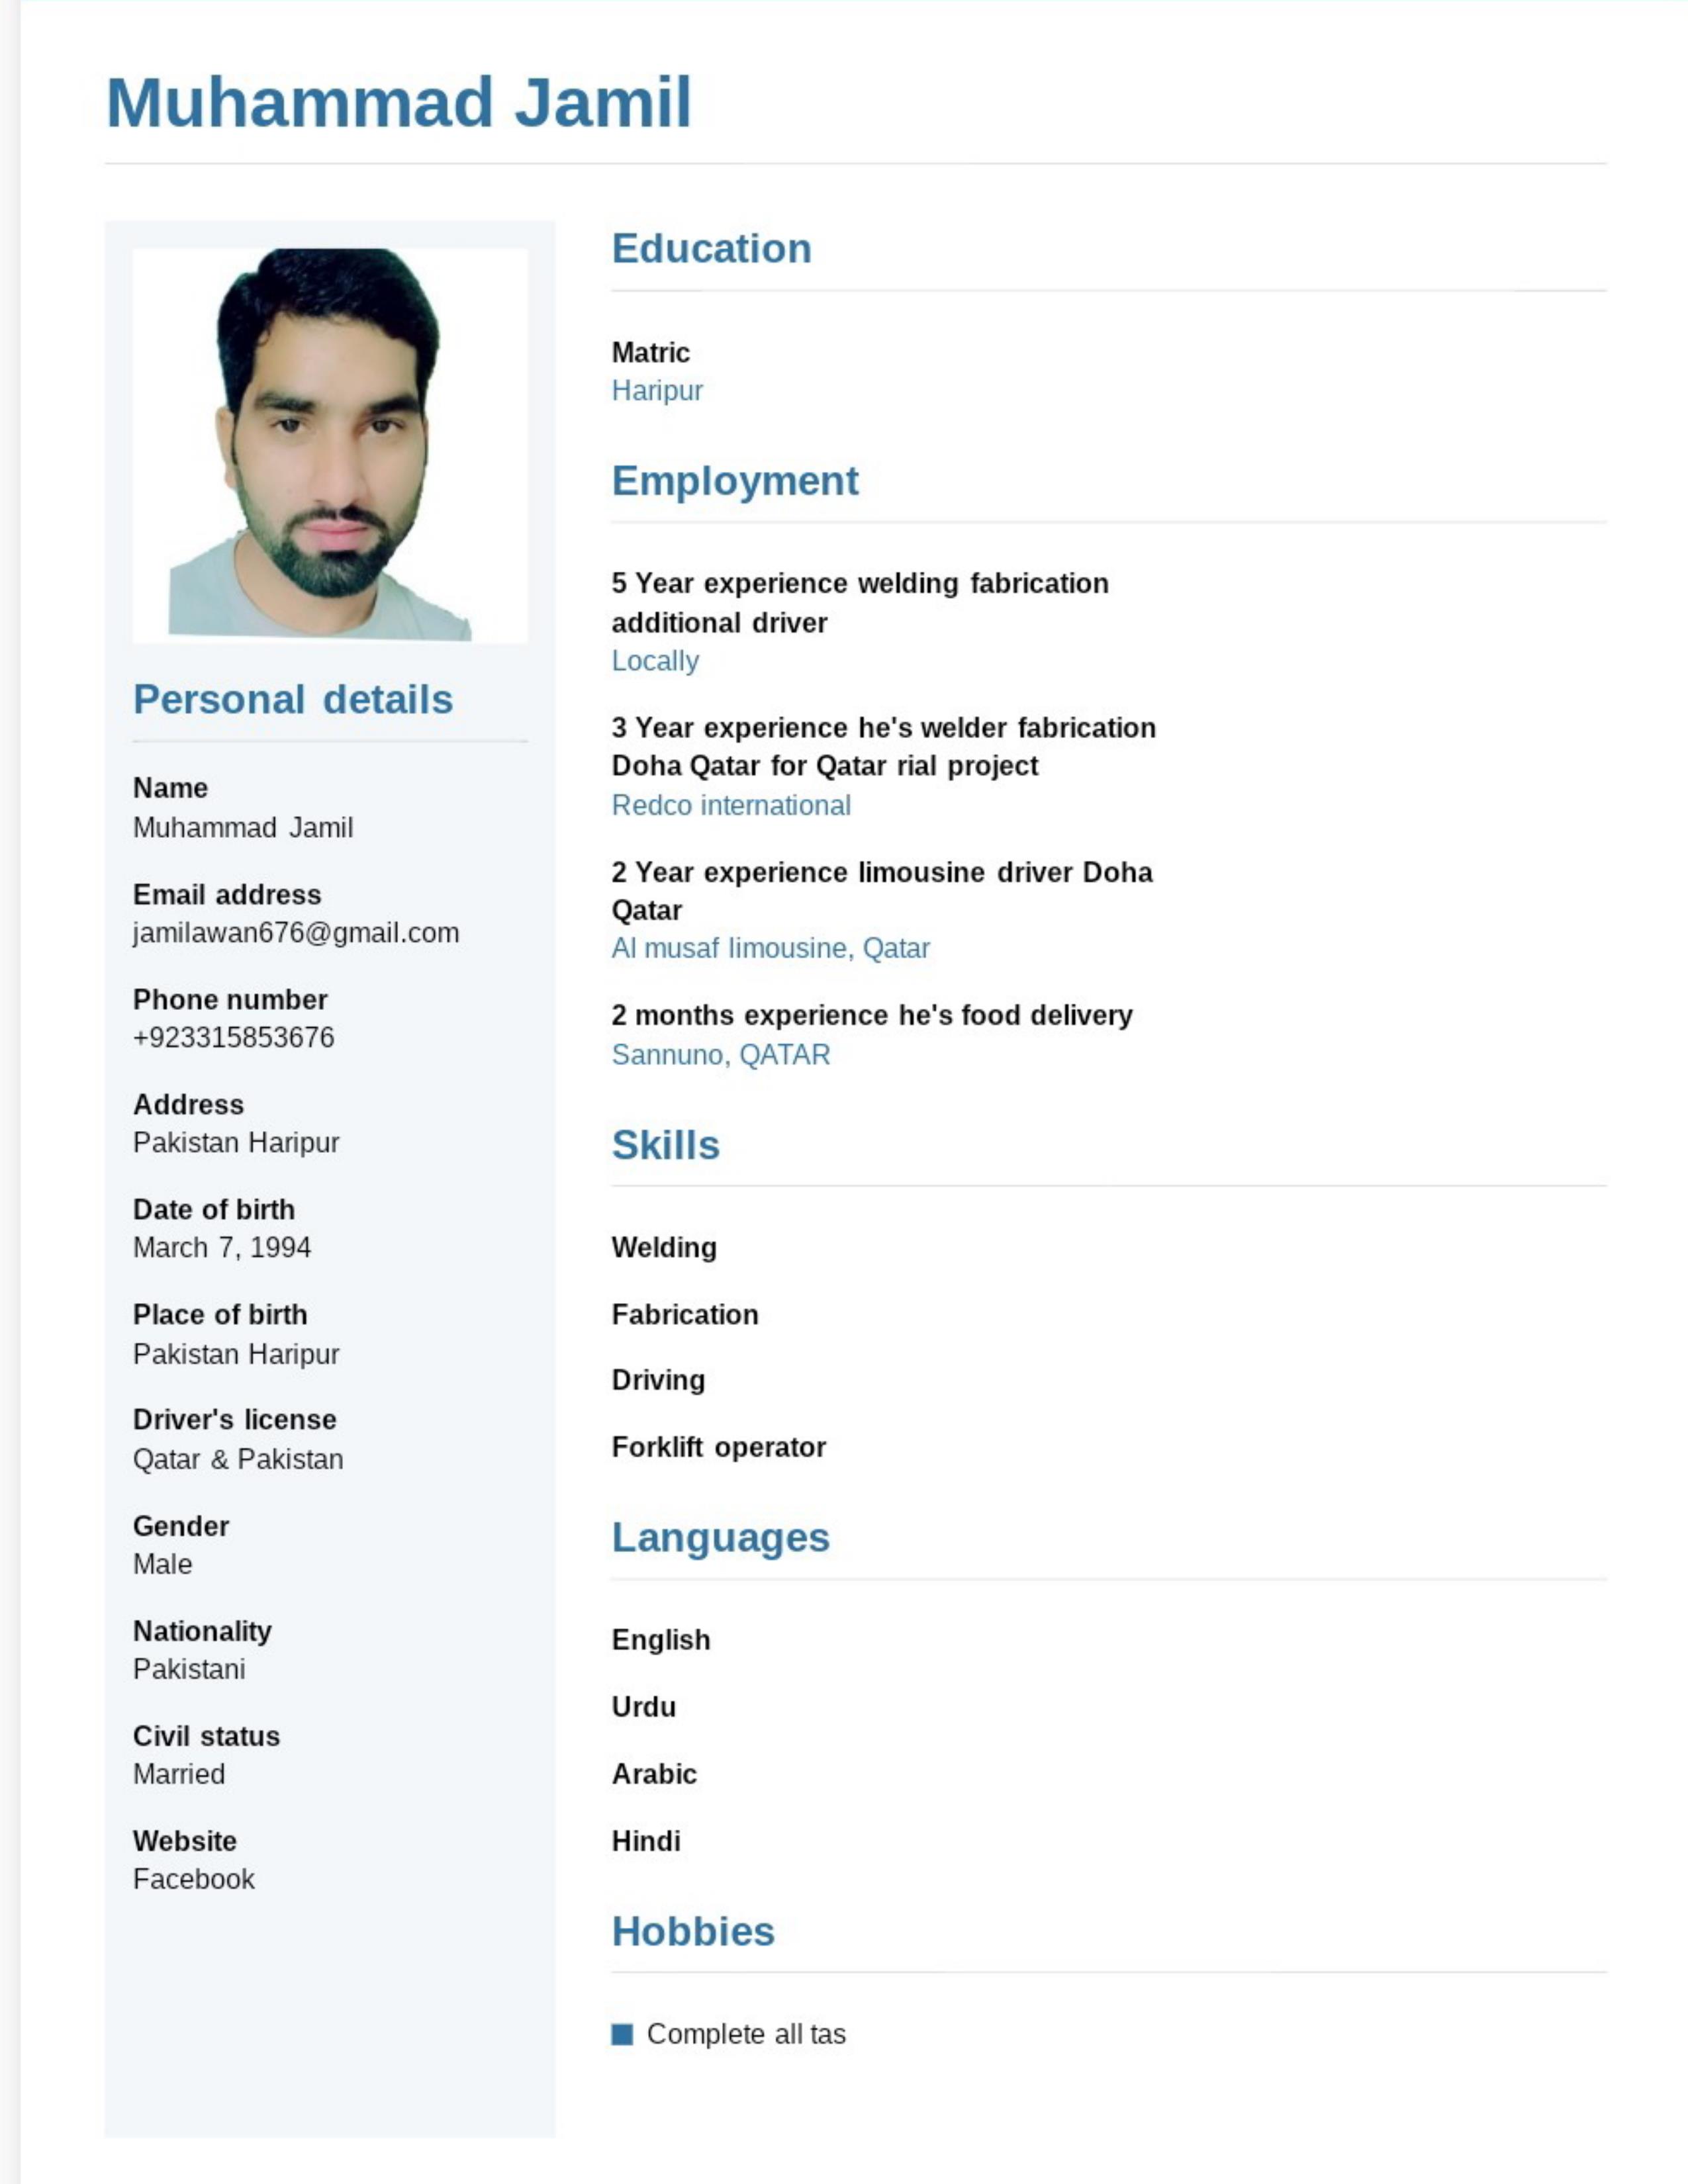 Muhammad Jamil
Personal details
Name
Muhammad Jamil
Email address
jamilawan676@gmail.com
Phone number
+923315853676
Address
Pakistan Haripur
Date of birth
March 7, 1994
Place of birth
Pakistan Haripur
Driver's license
Qatar & Pakistan
Gender
Male
Nationality
Pakistani
Civil status
Married
Website
Facebook
Education
Matric
Haripur
Employment
5 Year experience welding fabrication
additional driver
Locally
3 Year experience he's welder fabrication
Doha Qatar for Qatar rial project
Redco international
2 Year experience limousine driver Doha
Qatar
Al musaf limousine, Qatar
2 months experience he's food delivery
Sannuno, QATAR
Skills
Welding
Fabrication
Driving
Forklift operator
Languages
English
Urdu
Arabic
Hindi
Hobbies
Complete all tas